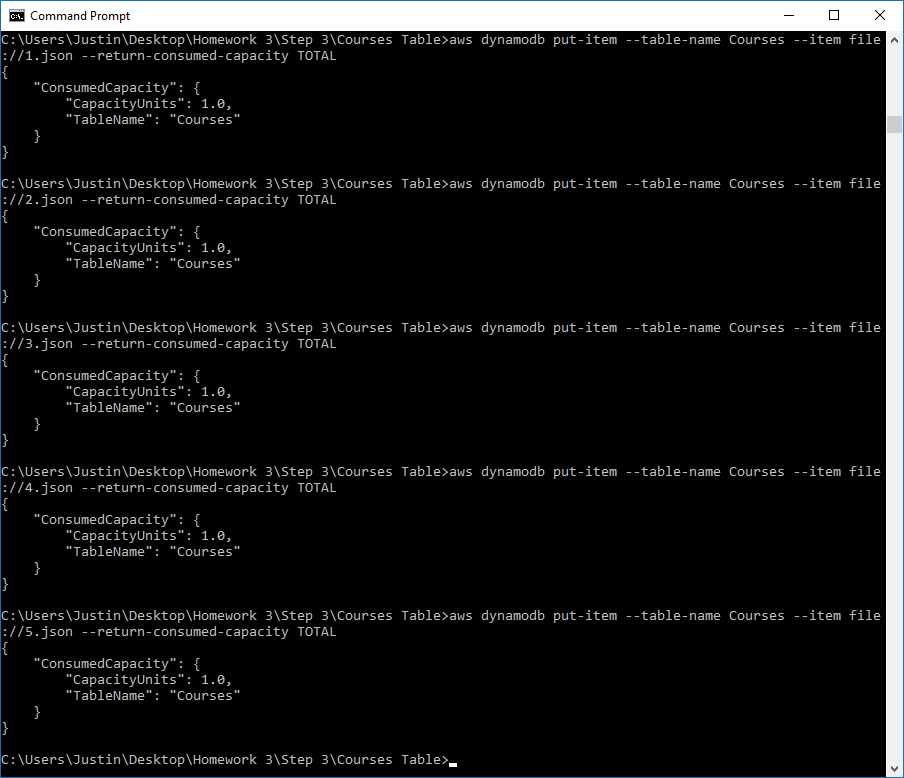 Command Prompt
C:\Users\Justin\Desktop\Homework 3\Step 3\Courses Table>aws dynamodb put-item --table-name Courses --item file
://1.json --return-consumed-capacity TOTAL
{
    "ConsumedCapacity": {
        "CapacityUnits": 1.0,
        "TableName": "Courses"
    }
}
C:\Users\Justin\Desktop\Homework 3\Step 3\Courses Table>aws dynamodb put-item --table-name Courses --item file
://2.json --return-consumed-capacity TOTAL
{
    "ConsumedCapacity": {
        "CapacityUnits": 1.0,
        "TableName": "Courses"
    }
}
C:\Users\Justin\Desktop\Homework 3\Step 3\Courses Table>aws dynamodb put-item --table-name Courses --item file
://3.json --return-consumed-capacity TOTAL
{
    "ConsumedCapacity": {
        "CapacityUnits": 1.0,
        "TableName": "Courses"
    }
}
C:\Users\Justin\Desktop\Homework 3\Step 3\Courses Table>aws dynamodb put-item --table-name Courses --item file
://4.json --return-consumed-capacity TOTAL
{
    "ConsumedCapacity": {
        "CapacityUnits": 1.0,
        "TableName": "Courses"
    }
}
C:\Users\Justin\Desktop\Homework 3\Step 3\Courses Table>aws dynamodb put-item --table-name Courses --item file
://5.json --return-consumed-capacity TOTAL
{
    "ConsumedCapacity": {
        "CapacityUnits": 1.0,
        "TableName": "Courses"
    }
}
C:\Users\Justin\Desktop\Homework 3\Step 3\Courses Table>